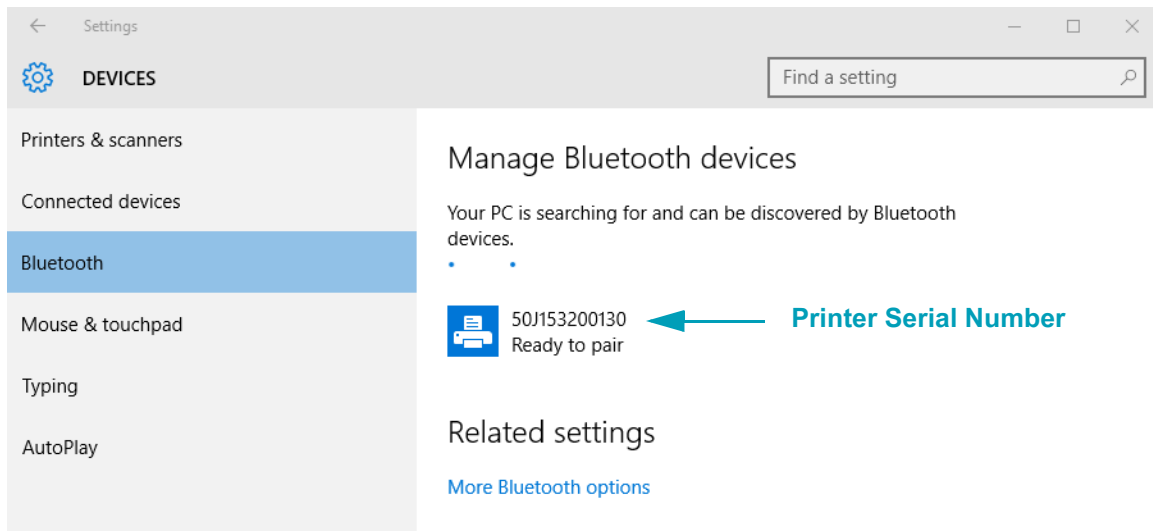 Settings
DEVICES
Find a setting
Printers & scanners
Connected devices
Bluetooth
Mouse & touchpad
Typing
AutoPlay
Manage Bluetooth devices
Your PC is searching for and can be discovered by Bluetooth
devices.
50J153200130
Ready to pair
Printer Serial Number
Related settings
More Bluetooth options